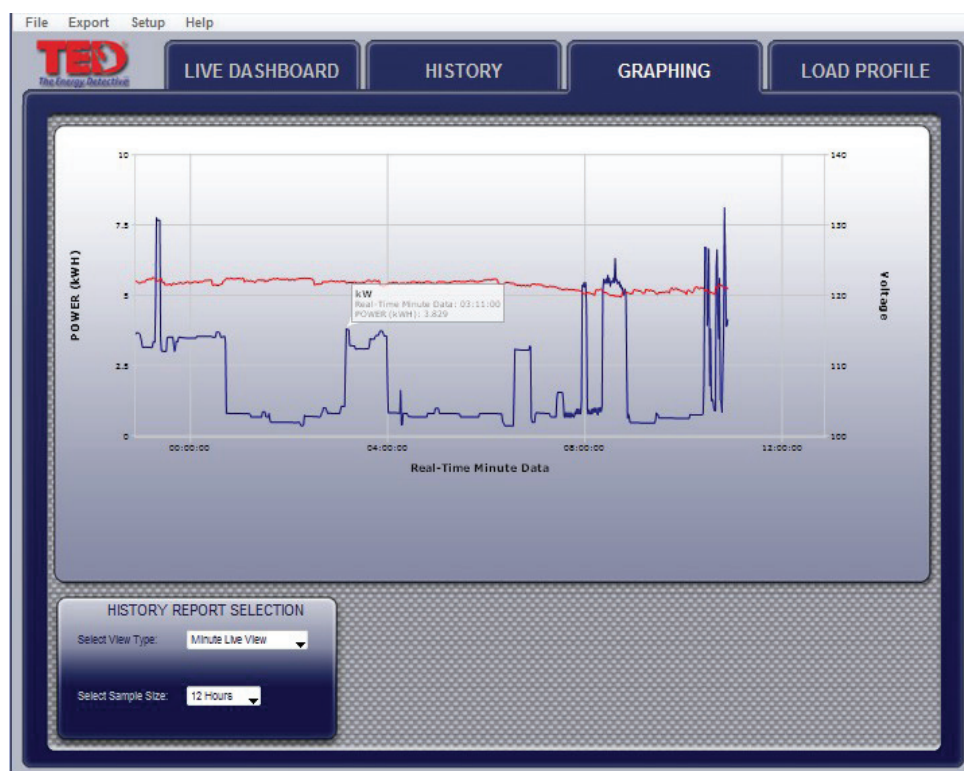 File Export Setup Help
TED
The Energy Detective
LIVE DASHBOARD HISTORY GRAPHING LOAD PROFILE
10 140
7.5 130
5 120
2.5 110
0 100
POWER (kWH)
Voltage
kW
Real-Time Minute Data: 03:11:00
POWER (kWH): 3.829
00:00:00 04:00:00 08:00:00 12:00:00
Real-Time Minute Data
HISTORY REPORT SELECTION
Select View Type: Minute Live View
Select Sample Size: 12 Hours